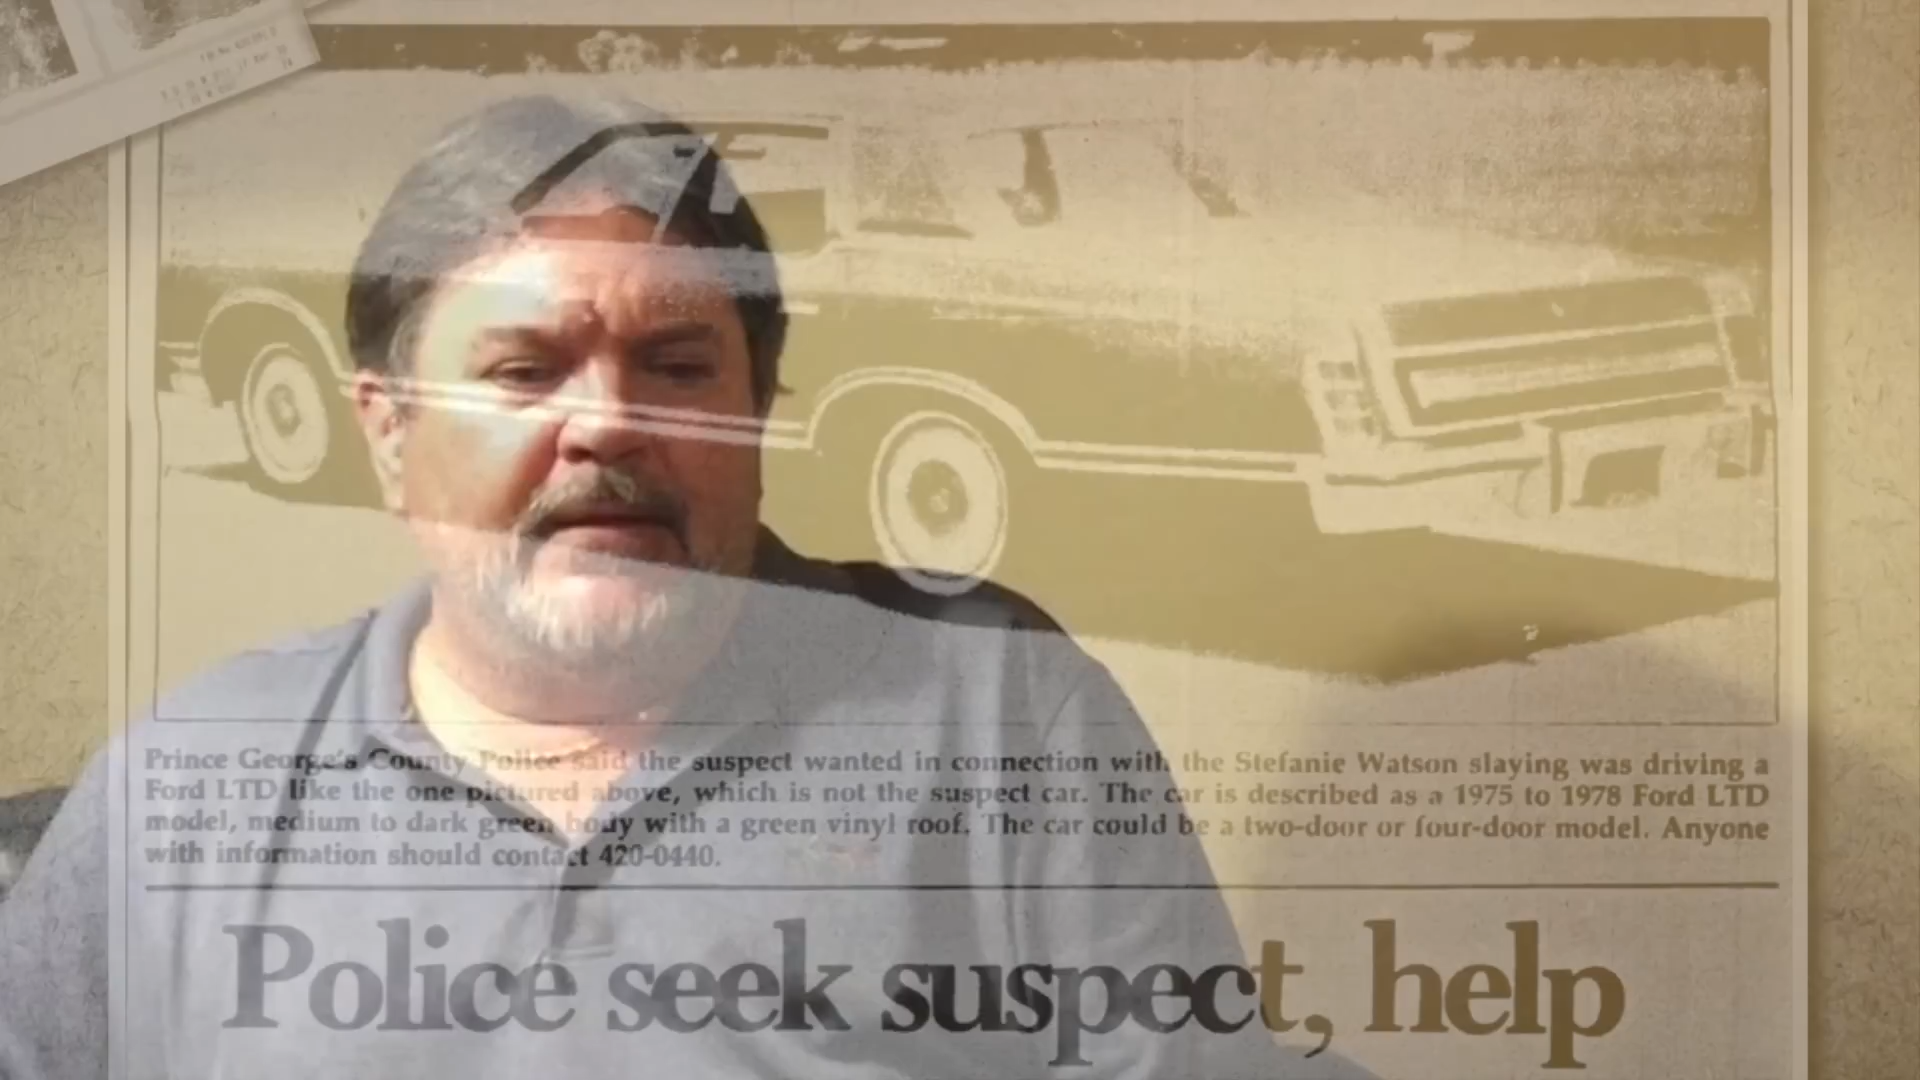 Prince George's County Police said the suspect wanted in connection with the Stefanie Watson slaying was driving a
Ford LTD like the one pictured above, which is not the suspect car. The car is described as a 1975 to 1978 Ford LTD
model, medium to dark green body with a green vinyl roof. The car could be a two-door or four-door model. Anyone
with information should contact 420-0440.
Police seek suspect, help